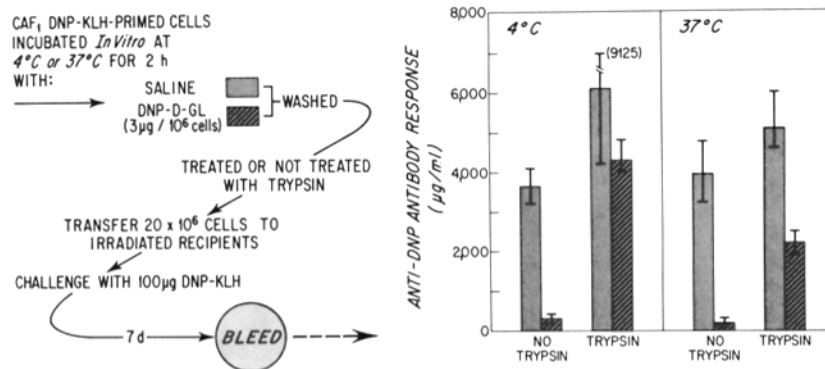 CAF₁ DNP-KLH-PRIMED CELLS
INCUBATED In Vitro AT
4°C or 37°C FOR 2 h
WITH:
SALINE
DNP-D-GL
(3μg / 10⁶ cells)
WASHED
TREATED OR NOT TREATED
WITH TRYPSIN
TRANSFER 20 x 10⁶ CELLS TO
IRRADIATED RECIPIENTS
CHALLENGE WITH 100μg DNP-KLH
7d
BLEED
ANTI-DNP ANTIBODY RESPONSE
(μg/ml)
8,000
6,000
4,000
2,000
0
4°C
(9125)
37°C
NO
TRYPSIN
TRYPSIN
NO
TRYPSIN
TRYPSIN